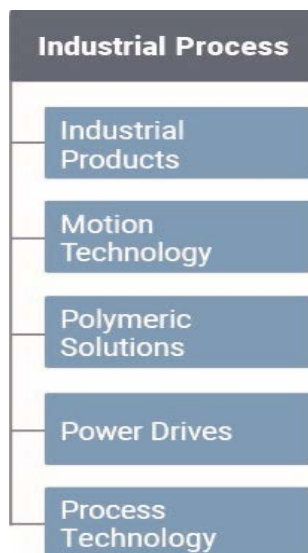 Industrial Process
Industrial
Products
Motion
Technology
Polymeric
Solutions
Power Drives
Process
Technology